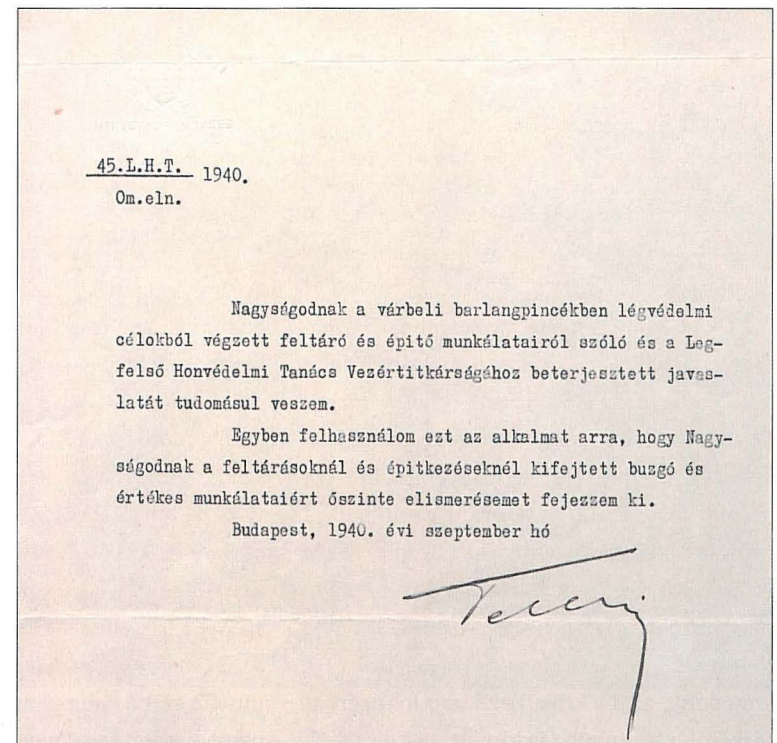 45.L.H.T. 1940.
Om.eln.
Nagyságodnak a várbeli barlangpincékben légvédelmi
célokból végzett feltáró és épitő munkálatairól szóló és a Leg-
felső Honvédelmi Tanács Vezértitkárságához beterjesztett javas-
latát tudomásul veszem.
Egyben felhasználom ezt az alkalmat arra, hogy Nagy-
ságodnak a feltárásoknál és épitkezéseknél kifejtett buzgó és
értékes munkálataiért őszinte elismerésemet fejezzem ki.
Budapest, 1940. évi szeptember hó
Teleki